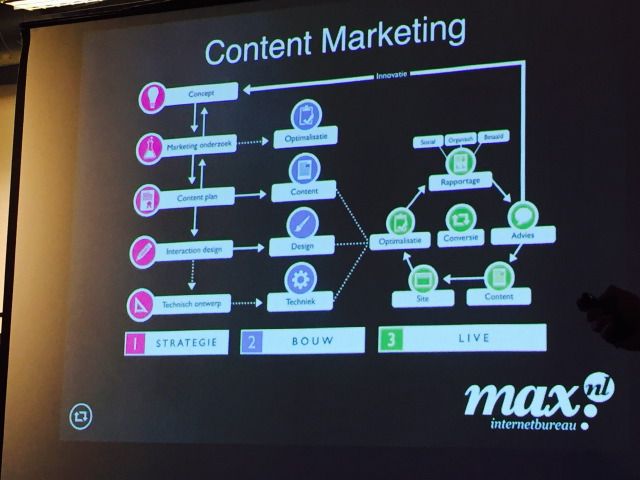 Content Marketing
Innovatie
Concept
Marketing onderzoek
Content plan
Interaction design
Technisch ontwerp
Optimalisatie
Content
Design
Techniek
Social
Organisch
Betaald
Rapportage
Optimalisatie
Conversie
Advies
Site
Content
1 STRATEGIE
2 BOUW
3 LIVE
max.nl
internetbureau